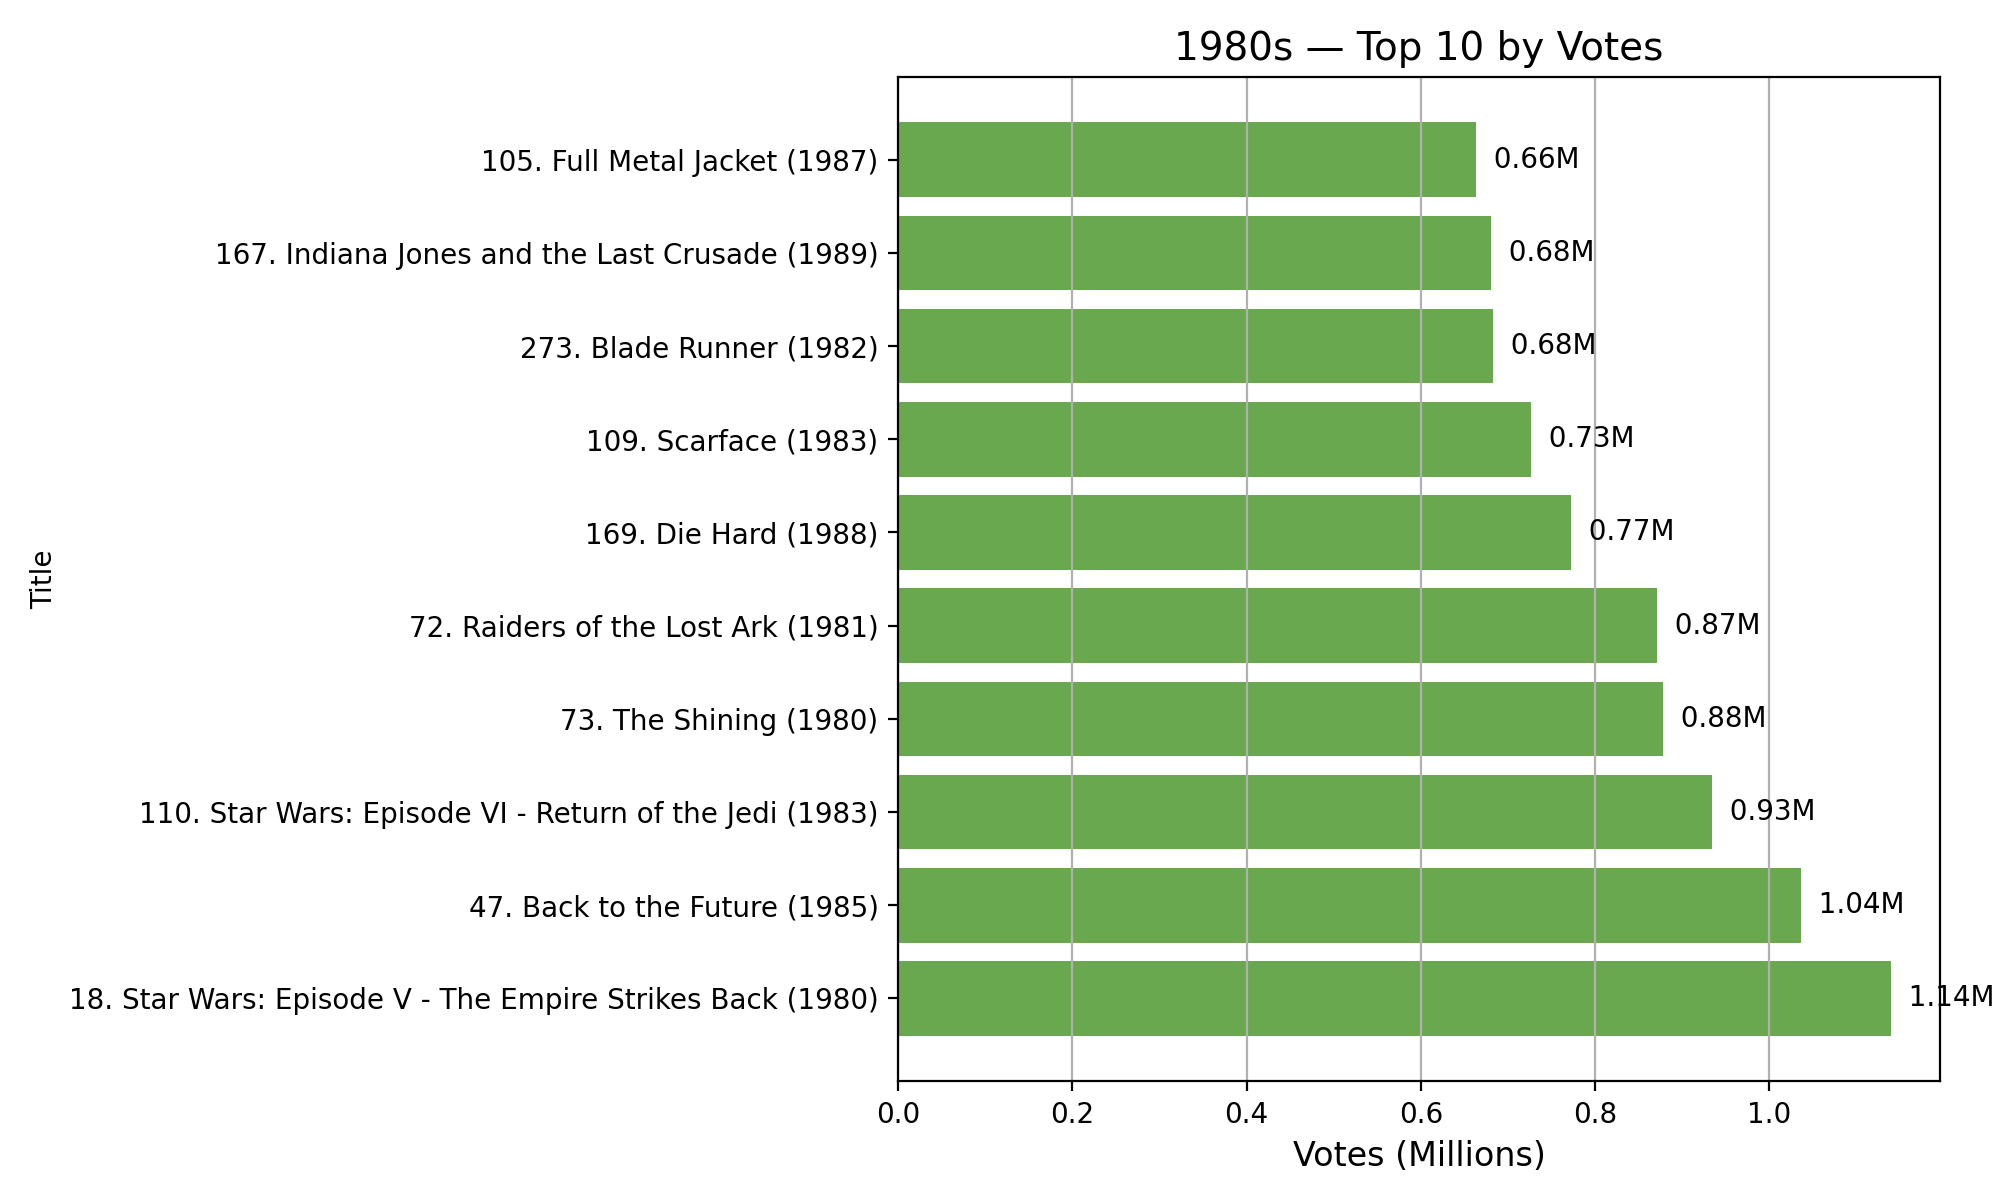 1980s — Top 10 by Votes
105. Full Metal Jacket (1987)
0.66M
167. Indiana Jones and the Last Crusade (1989)
0.68M
273. Blade Runner (1982)
0.68M
109. Scarface (1983)
0.73M
169. Die Hard (1988)
0.77M
Title
72. Raiders of the Lost Ark (1981)
0.87M
73. The Shining (1980)
0.88M
110. Star Wars: Episode VI - Return of the Jedi (1983)
0.93M
47. Back to the Future (1985)
1.04M
18. Star Wars: Episode V - The Empire Strikes Back (1980)
1.14M
0.0 0.2 0.4 0.6 0.8 1.0
Votes (Millions)